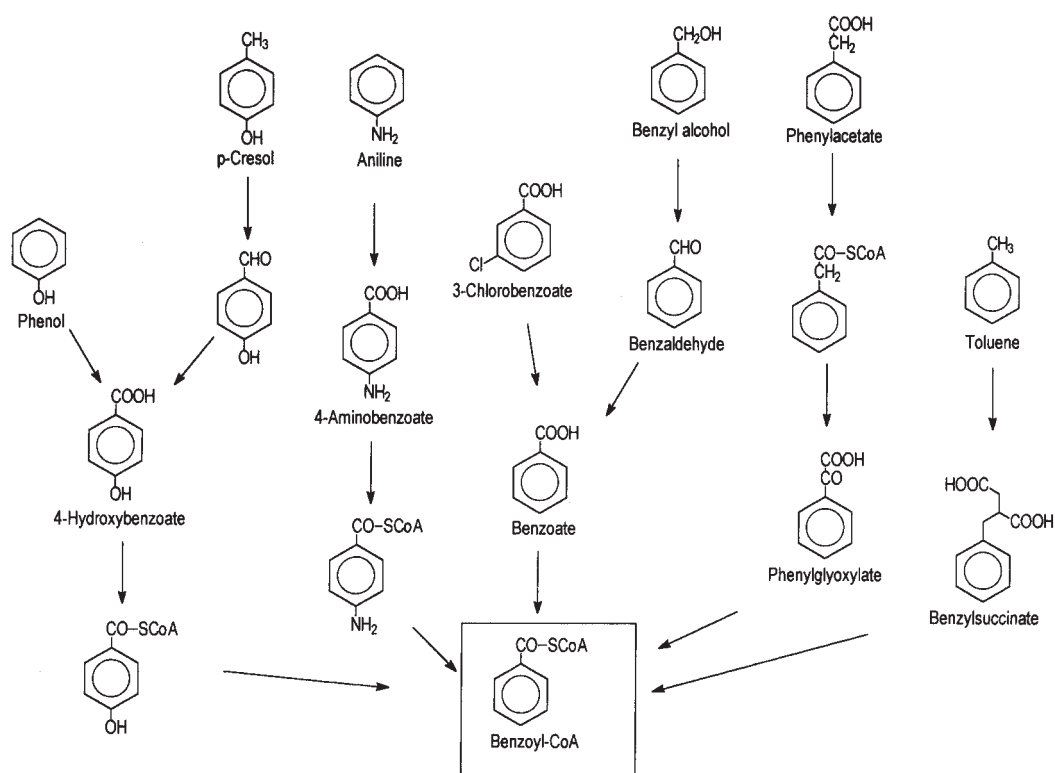 CH3
OH
p-Cresol
NH2
Aniline
CH2OH
Benzyl alcohol
COOH
CH2
Phenylacetate
OH
Phenol
CHO
OH
COOH
NH2
4-Aminobenzoate
COOH
Cl
3-Chlorobenzoate
CHO
Benzaldehyde
CO-SCoA
CH2
CH3
Toluene
COOH
OH
4-Hydroxybenzoate
CO-SCoA
NH2
COOH
Benzoate
COOH
CO
Phenylglyoxylate
HOOC
COOH
Benzylsuccinate
CO-SCoA
OH
CO-SCoA
Benzoyl-CoA